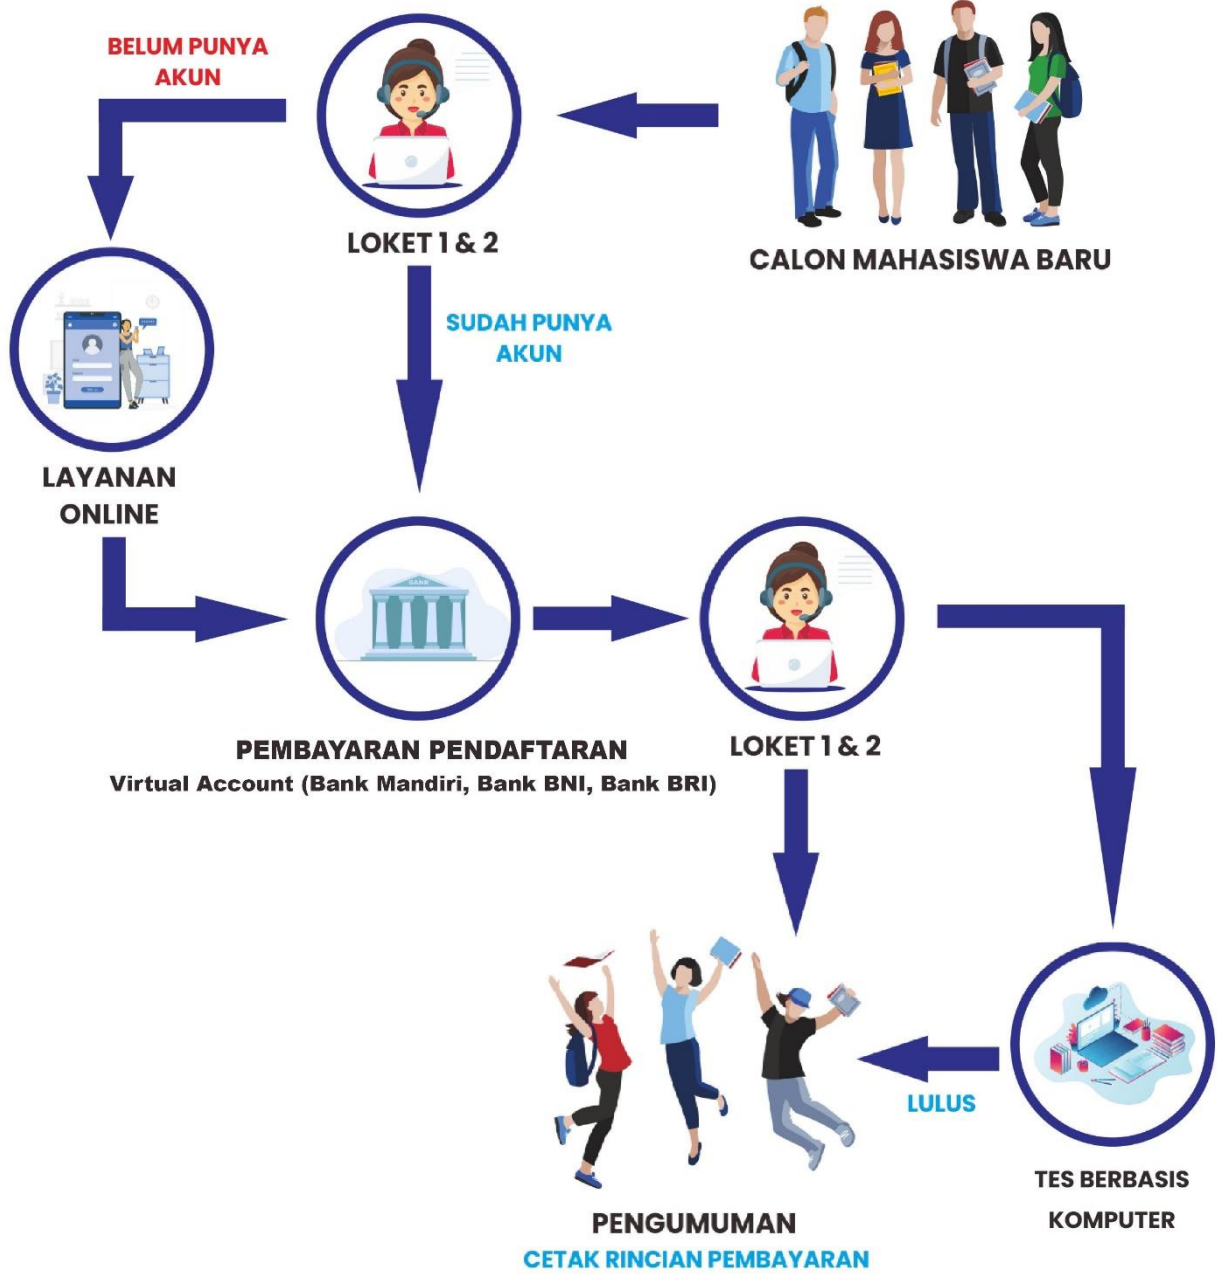 BELUM PUNYA
AKUN
LOKET 1 & 2
CALON MAHASISWA BARU
SUDAH PUNYA
AKUN
LAYANAN
ONLINE
BANK
PEMBAYARAN PENDAFTARAN
Virtual Account (Bank Mandiri, Bank BNI, Bank BRI)
LOKET 1 & 2
LULUS
TES BERBASIS
KOMPUTER
PENGUMUMAN
CETAK RINCIAN PEMBAYARAN